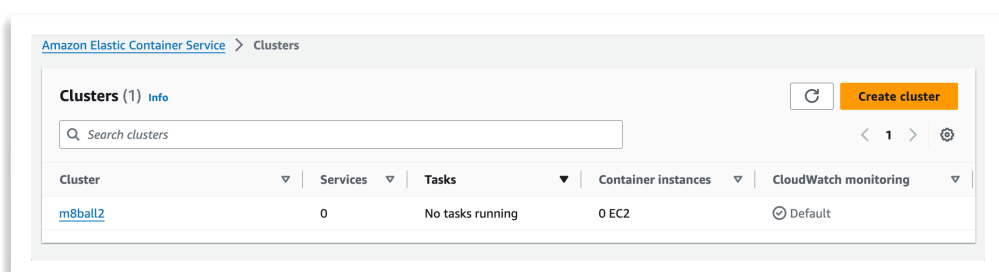 Amazon Elastic Container Service > Clusters
Clusters (1) Info
Create cluster
Search clusters
< 1 >
Cluster Services Tasks Container instances CloudWatch monitoring
m8ball2 0 No tasks running 0 EC2 Default